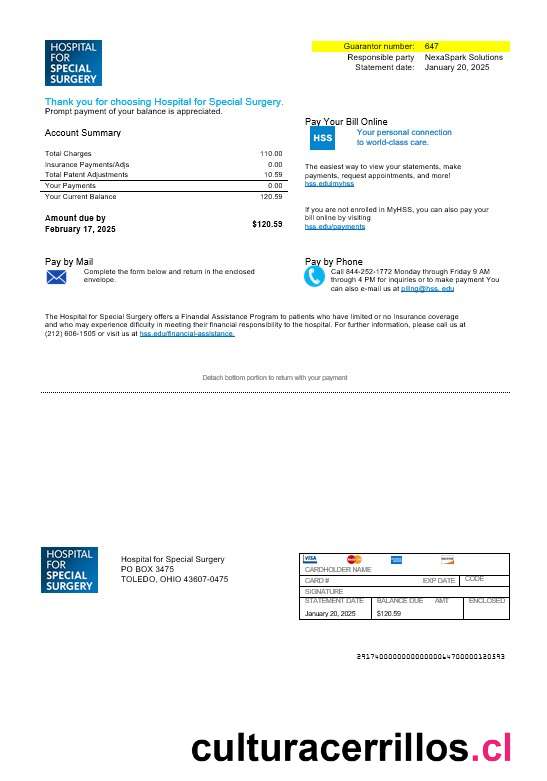 HOSPITAL
FOR
SPECIAL
SURGERY
Guarantor number: 647
Responsible party NexaSpark Solutions
Statement date: January 20, 2025
Thank you for choosing Hospital for Special Surgery.
Prompt payment of your balance is appreciated.
Account Summary
Total Charges 110.00
Insurance Payments/Adjs 0.00
Total Patent Adjustments 10.59
Your Payments 0.00
Your Current Balance 120.59
Amount due by
February 17, 2025 $120.59
Pay Your Bill Online
HSS
Your personal connection
to world-class care.
The easiest way to view your statements, make
payments, request appointments, and more!
hss.edulmyhss
If you are not enrolled in MyHSS, you can also pay your
bill online by visiting
hss.edu/payments
Pay by Mail
Complete the form below and return in the enclosed
envelope.
Pay by Phone
Call 844-252-1772 Monday through Friday 9 AM
through 4 PM for inquiries or to make payment You
can also e-mail us at piling@hss. edu
The Hospital for Special Surgery offers a Finandal Assistance Program to patients who have limited or no insurance coverage
and who may experience dificulty in meeting their financial responsibility to the hospital. For further information, please call us at
(212) 606-1505 or visit us at hss.edu/financial-assistance.
Detach bottom portion to return with your payment
HOSPITAL
FOR
SPECIAL
SURGERY
Hospital for Special Surgery
PO BOX 3475
TOLEDO, OHIO 43607-0475
VISA
CARDHOLDER NAME
CARD # EXP DATE CODE
SIGNATURE
STATEMENT DATE BALANCE DUE AMT ENCLOSED
January 20, 2025 $120.59
culturacerrillos.cl